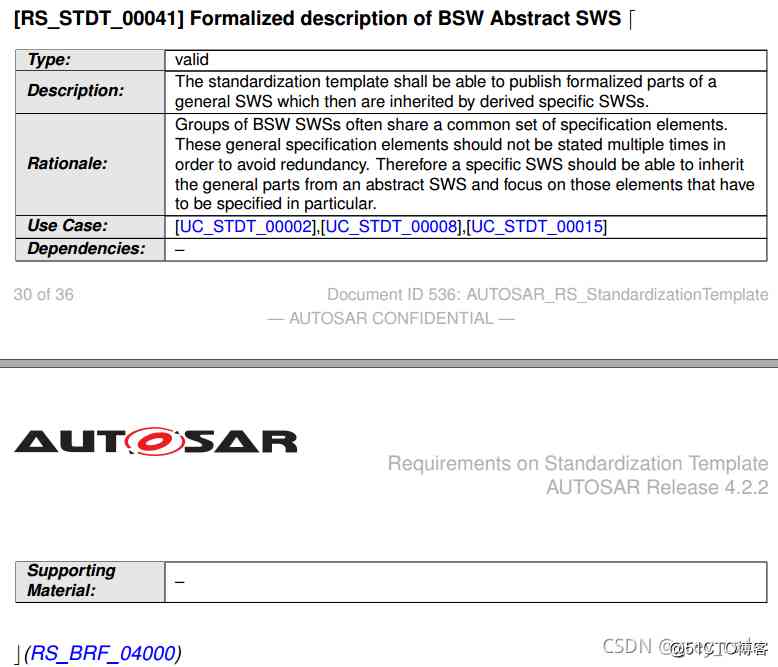 [RS_STDT_00041] Formalized description of BSW Abstract SWS ⌈
Type: valid
Description: The standardization template shall be able to publish formalized parts of a
general SWS which then are inherited by derived specific SWSs.
Rationale: Groups of BSW SWSs often share a common set of specification elements.
These general specification elements should not be stated multiple times in
order to avoid redundancy. Therefore a specific SWS should be able to inherit
the general parts from an abstract SWS and focus on those elements that have
to be specified in particular.
Use Case: [UC_STDT_00002],[UC_STDT_00008],[UC_STDT_00015]
Dependencies: –
30 of 36 Document ID 536: AUTOSAR_RS_StandardizationTemplate
— AUTOSAR CONFIDENTIAL —
AUTOSAR
Requirements on Standardization Template
AUTOSAR Release 4.2.2
Supporting
Material: –
⌋(RS_BRF_04000)
CSDN @51CTO博客